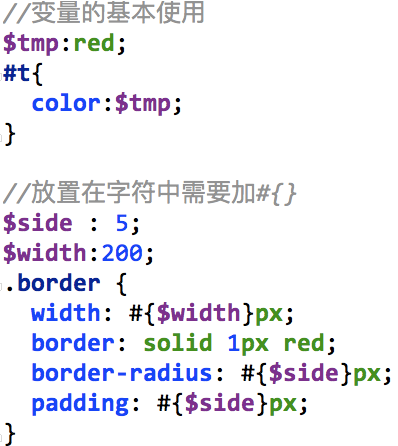 //变量的基本使用
$tmp:red;
#t{
  color:$tmp;
}

//放置在字符中需要加#{}
$side : 5;
$width:200;
.border {
  width: #{$width}px;
  border: solid 1px red;
  border-radius: #{$side}px;
  padding: #{$side}px;
}